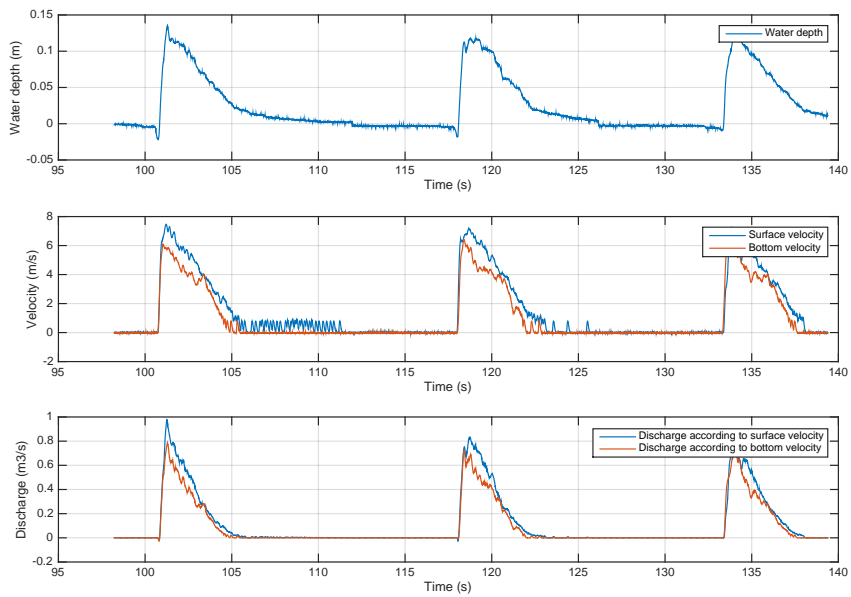 0.15
0.1
0.05
0
-0.05
Water depth (m)
Water depth
95 100 105 110 115 120 125 130 135 140
Time (s)
8
6
4
2
0
-2
Velocity (m/s)
Surface velocity
Bottom velocity
95 100 105 110 115 120 125 130 135 140
Time (s)
1
0.8
0.6
0.4
0.2
0
-0.2
Discharge (m3/s)
Discharge according to surface velocity
Discharge according to bottom velocity
95 100 105 110 115 120 125 130 135 140
Time (s)